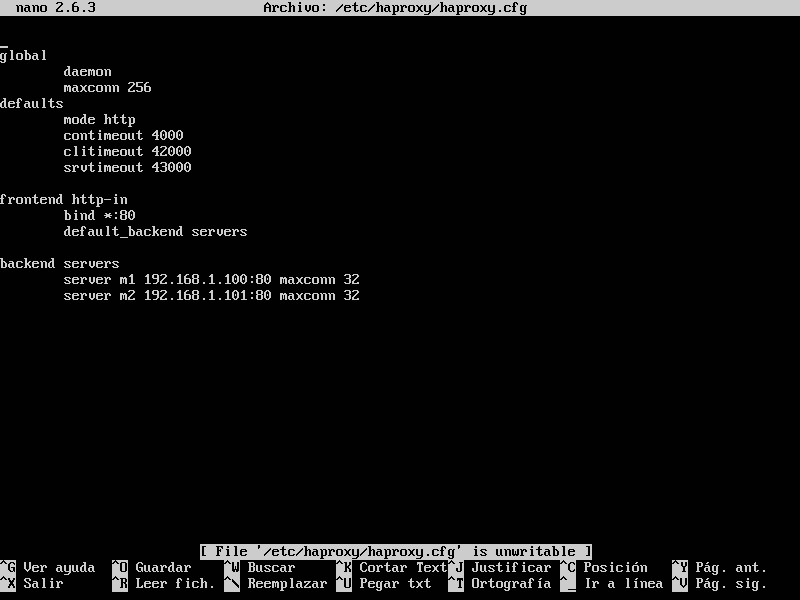 nano 2.6.3 Archivo: /etc/haproxy/haproxy.cfg
global
daemon
maxconn 256
defaults
mode http
contimeout 4000
clitimeout 42000
srvtimeout 43000
frontend http-in
bind *:80
default_backend servers
backend servers
server m1 192.168.1.100:80 maxconn 32
server m2 192.168.1.101:80 maxconn 32
[ File '/etc/haproxy/haproxy.cfg' is unwritable ]
^G Ver ayuda ^O Guardar ^W Buscar ^K Cortar Text ^J Justificar ^C Posición ^Y Pág. ant.
^X Salir ^R Leer fich. ^\ Reemplazar ^U Pegar txt ^T Ortografía ^_ Ir a línea ^V Pág. sig.